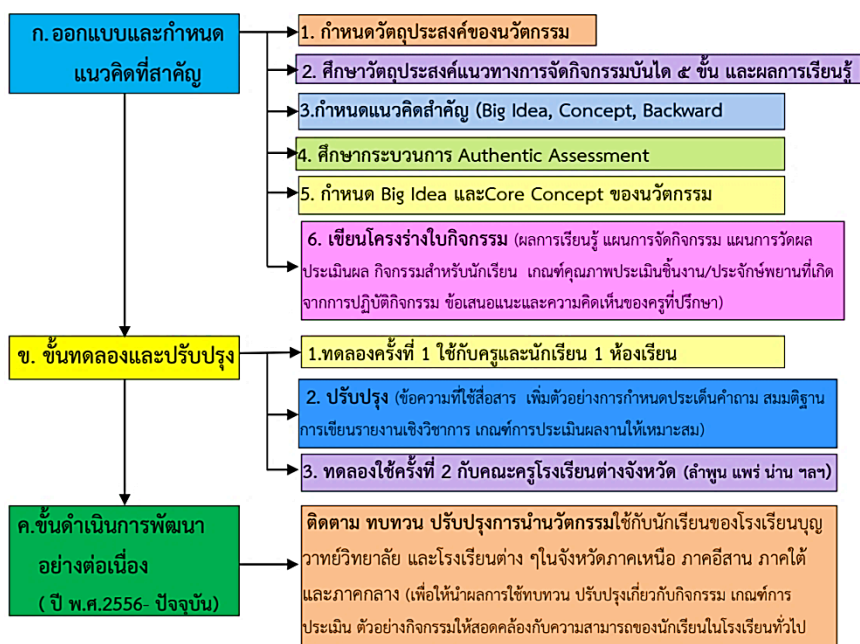 ก. ออกแบบและกำหนด
แนวคิดที่สาคัญ
1. กำหนดวัตถุประสงค์ของนวัตกรรม
2. ศึกษาวัตถุประสงค์แนวทางการจัดกิจกรรมบันได ๕ ขั้น และผลการเรียนรู้
3.กำหนดแนวคิดสำคัญ (Big Idea, Concept, Backward
4. ศึกษากระบวนการ Authentic Assessment
5. กำหนด Big Idea และCore Concept ของนวัตกรรม
6. เขียนโครงร่างใบกิจกรรม (ผลการเรียนรู้ แผนการจัดกิจกรรม แผนการวัดผล
ประเมินผล กิจกรรมสำหรับนักเรียน เกณฑ์คุณภาพประเมินชิ้นงาน/ประจักษ์พยานที่เกิด
จากการปฏิบัติกิจกรรม ข้อเสนอแนะและความคิดเห็นของครูที่ปรึกษา)
ข. ขั้นทดลองและปรับปรุง
1.ทดลองครั้งที่ 1 ใช้กับครูและนักเรียน 1 ห้องเรียน
2. ปรับปรุง (ข้อความที่ใช้สื่อสาร เพิ่มตัวอย่างการกำหนดประเด็นคำถาม สมมติฐาน
การเขียนรายงานเชิงวิชาการ เกณฑ์การประเมินผลงานให้เหมาะสม)
3. ทดลองใช้ครั้งที่ 2 กับคณะครูโรงเรียนต่างจังหวัด (ลำพูน แพร่ น่าน ฯลฯ)
ค.ขั้นดำเนินการพัฒนา
อย่างต่อเนื่อง
( ปี พ.ศ.2556- ปัจจุบัน)
ติดตาม ทบทวน ปรับปรุงการนำนวัตกรรมใช้กับนักเรียนของโรงเรียนบุญ
วาทย์วิทยาลัย และโรงเรียนต่าง ๆในจังหวัดภาคเหนือ ภาคอีสาน ภาคใต้
และภาคกลาง (เพื่อให้นำผลการใช้ทบทวน ปรับปรุงเกี่ยวกับกิจกรรม เกณฑ์การ
ประเมิน ตัวอย่างกิจกรรมให้สอดคล้องกับความสามารถของนักเรียนในโรงเรียนทั่วไป